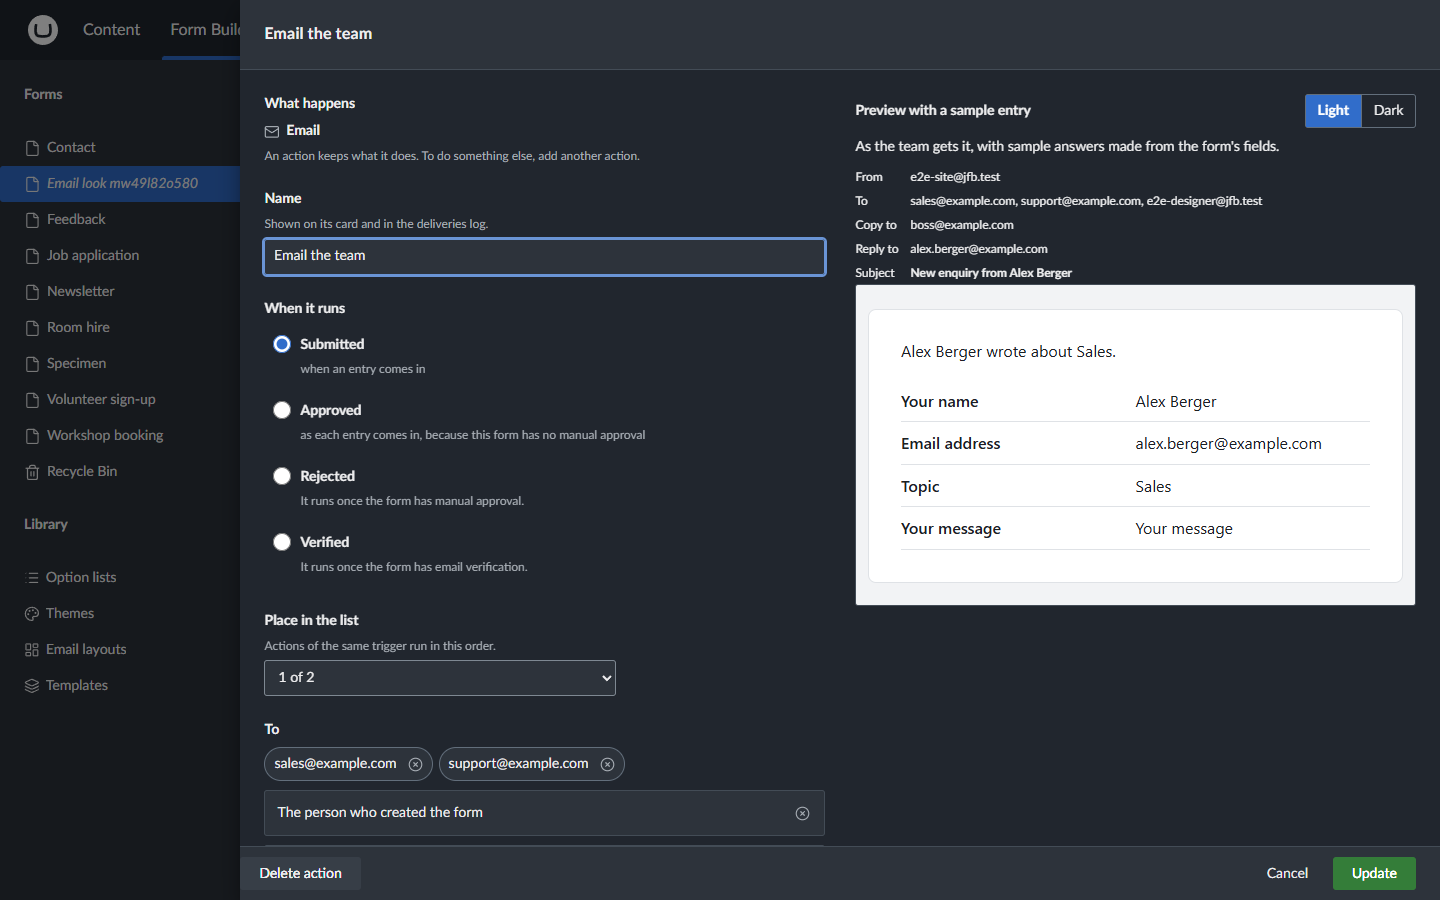 Content
Form Buil
Forms
Contact
Email look mw49l82o580
Feedback
Job application
Newsletter
Room hire
Specimen
Volunteer sign-up
Workshop booking
Recycle Bin
Library
Option lists
Themes
Email layouts
Templates
Email the team
What happens
Email
An action keeps what it does. To do something else, add another action.
Name
Shown on its card and in the deliveries log.
Email the team
When it runs
Submitted
when an entry comes in
Approved
as each entry comes in, because this form has no manual approval
Rejected
It runs once the form has manual approval.
Verified
It runs once the form has email verification.
Place in the list
Actions of the same trigger run in this order.
1 of 2
To
sales@example.com
support@example.com
The person who created the form
Preview with a sample entry
Light
Dark
As the team gets it, with sample answers made from the form's fields.
From e2e-site@jfb.test
To sales@example.com, support@example.com, e2e-designer@jfb.test
Copy to boss@example.com
Reply to alex.berger@example.com
Subject New enquiry from Alex Berger
Alex Berger wrote about Sales.
Your name Alex Berger
Email address alex.berger@example.com
Topic Sales
Your message Your message
Delete action
Cancel
Update